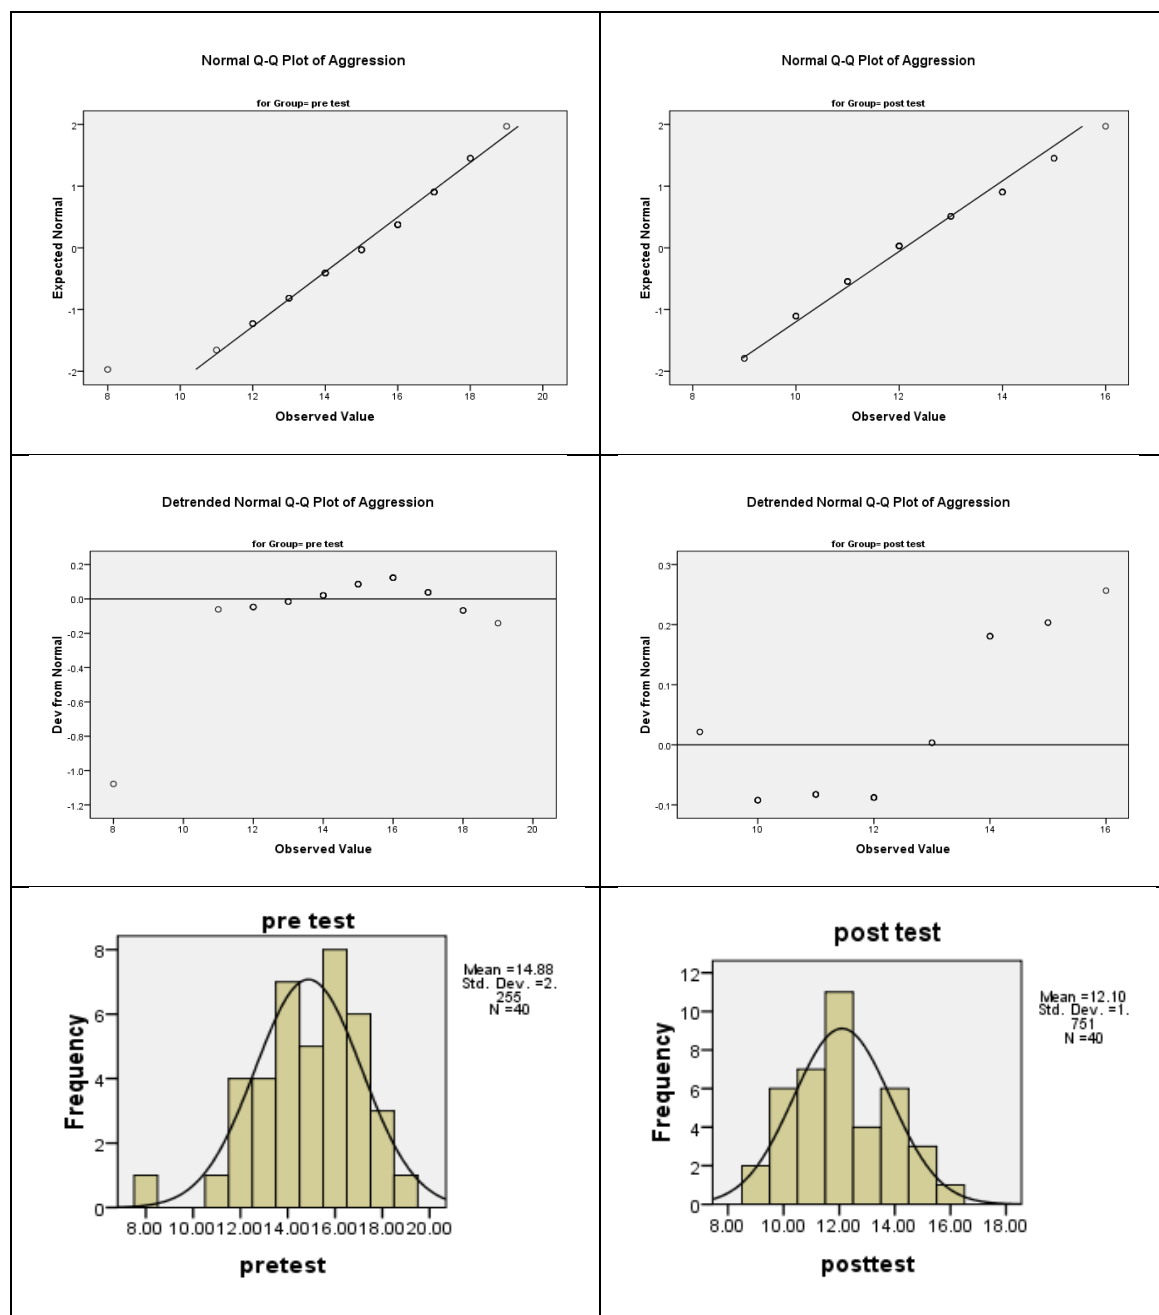 Normal Q-Q Plot of Aggression
for Group= pre test
2
1
0
-1
-2
Expected Normal
8 10 12 14 16 18 20
Observed Value
Normal Q-Q Plot of Aggression
for Group= post test
2
1
0
-1
-2
Expected Normal
8 10 12 14 16
Observed Value
Detrended Normal Q-Q Plot of Aggression
for Group= pre test
0.2
0.0
-0.2
-0.4
-0.6
-0.8
-1.0
-1.2
Dev from Normal
8 10 12 14 16 18 20
Observed Value
Detrended Normal Q-Q Plot of Aggression
for Group= post test
0.3
0.2
0.1
0.0
-0.1
Dev from Normal
10 12 14 16
Observed Value
pre test
8
6
4
2
0
Frequency
8.00 10.00 12.00 14.00 16.00 18.00 20.00
pretest
Mean =14.88
Std. Dev. =2.
255
N =40
post test
12
10
8
6
4
2
0
Frequency
8.00 10.00 12.00 14.00 16.00 18.00
posttest
Mean =12.10
Std. Dev. =1.
751
N =40